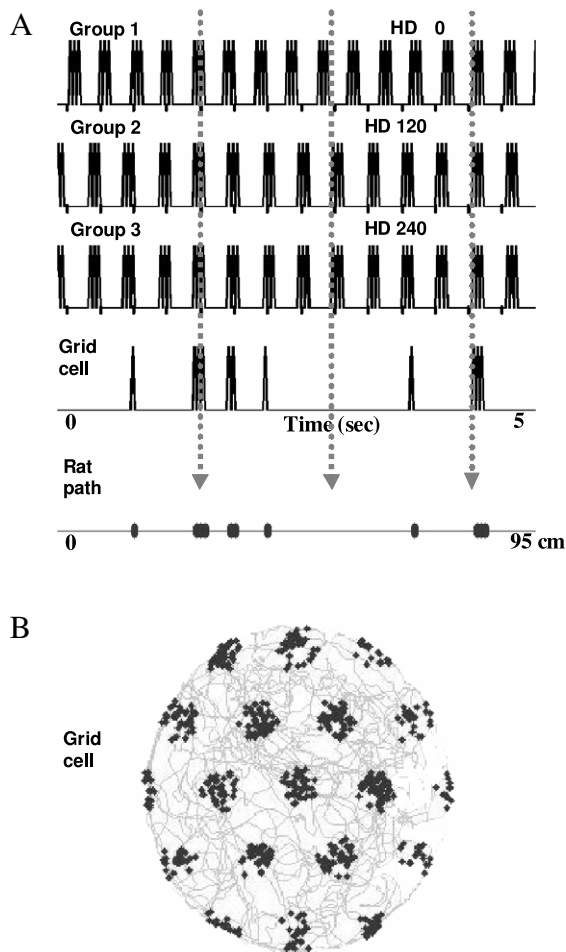 A
Group 1 HD 0
Group 2 HD 120
Group 3 HD 240
Grid
cell
0 Time (sec) 5
Rat
path
0 95 cm
B
Grid
cell